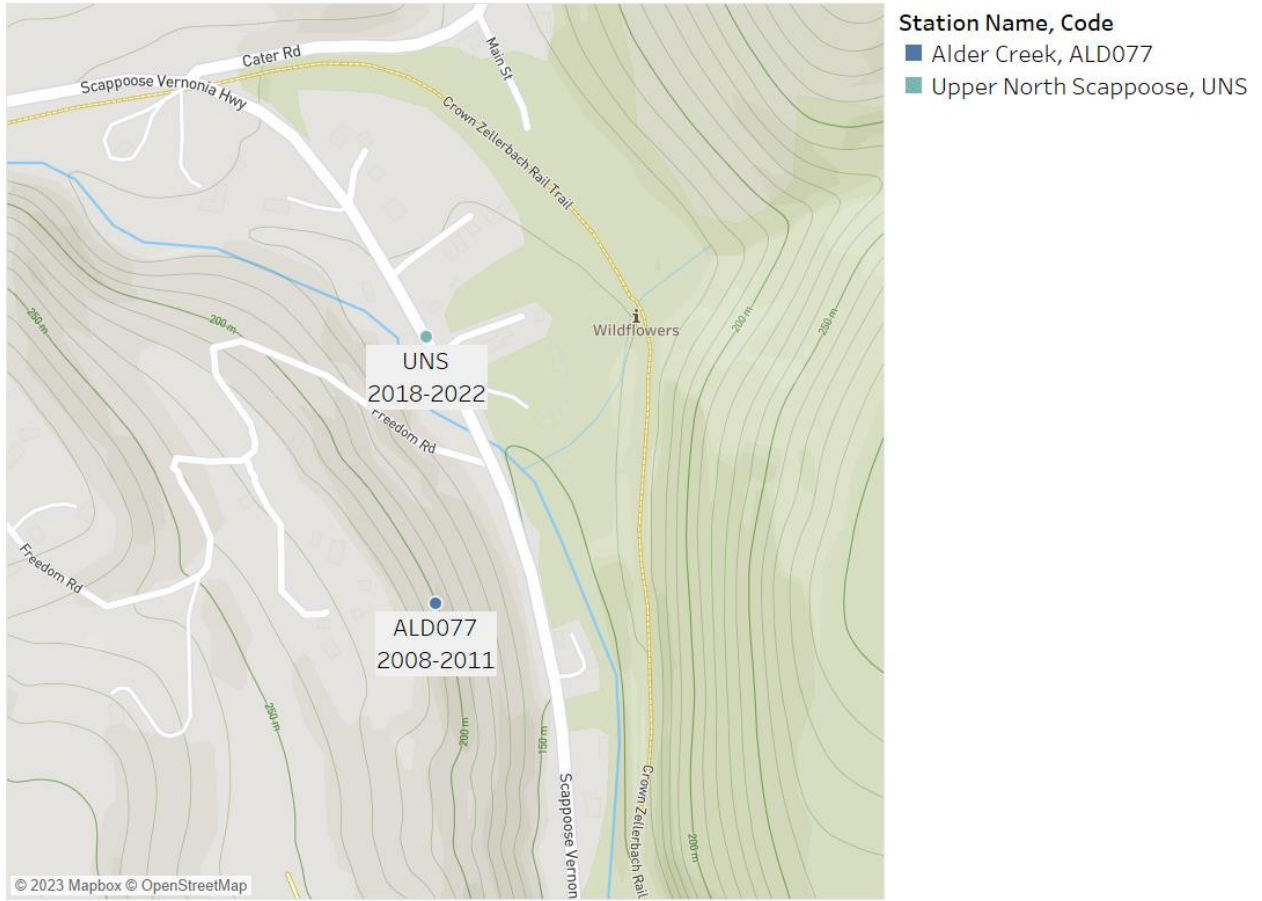 Station Name, Code
Alder Creek, ALD077
Upper North Scappoose, UNS
Cater Rd
Main St
Scappoose Vernonia Hwy
Crown Zellerbach Rail Trail
250 m
200 m
200 m
250 m
i
Wildflowers
UNS
2018-2022
Freedom Rd
Freedom Rd
ALD077
2008-2011
250 m
200 m
150 m
Scappoose Vernon
Crown Zellerbach Rail
200 m
© 2023 Mapbox © OpenStreetMap